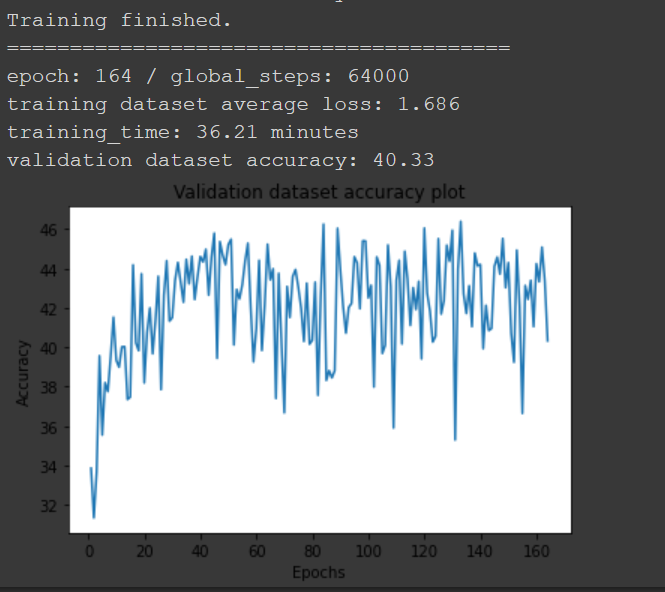 Training finished.
========================================
epoch: 164 / global_steps: 64000
training dataset average loss: 1.686
training_time: 36.21 minutes
validation dataset accuracy: 40.33
Validation dataset accuracy plot
46
44
42
40
38
36
34
32
Accuracy
0 20 40 60 80 100 120 140 160
Epochs